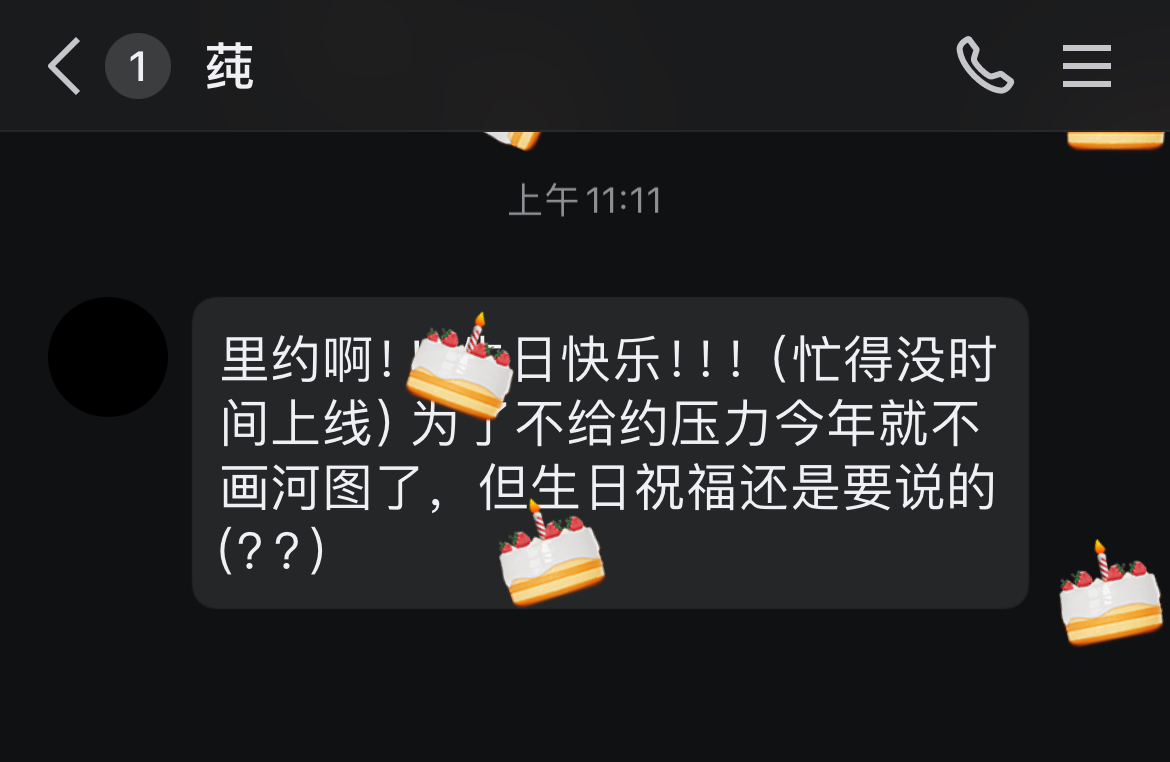 1 莼
上午 11:11
里约啊!!生日快乐!!!(忙得没时
间上线)为了不给约压力今年就不
画河图了，但生日祝福还是要说的
(??)